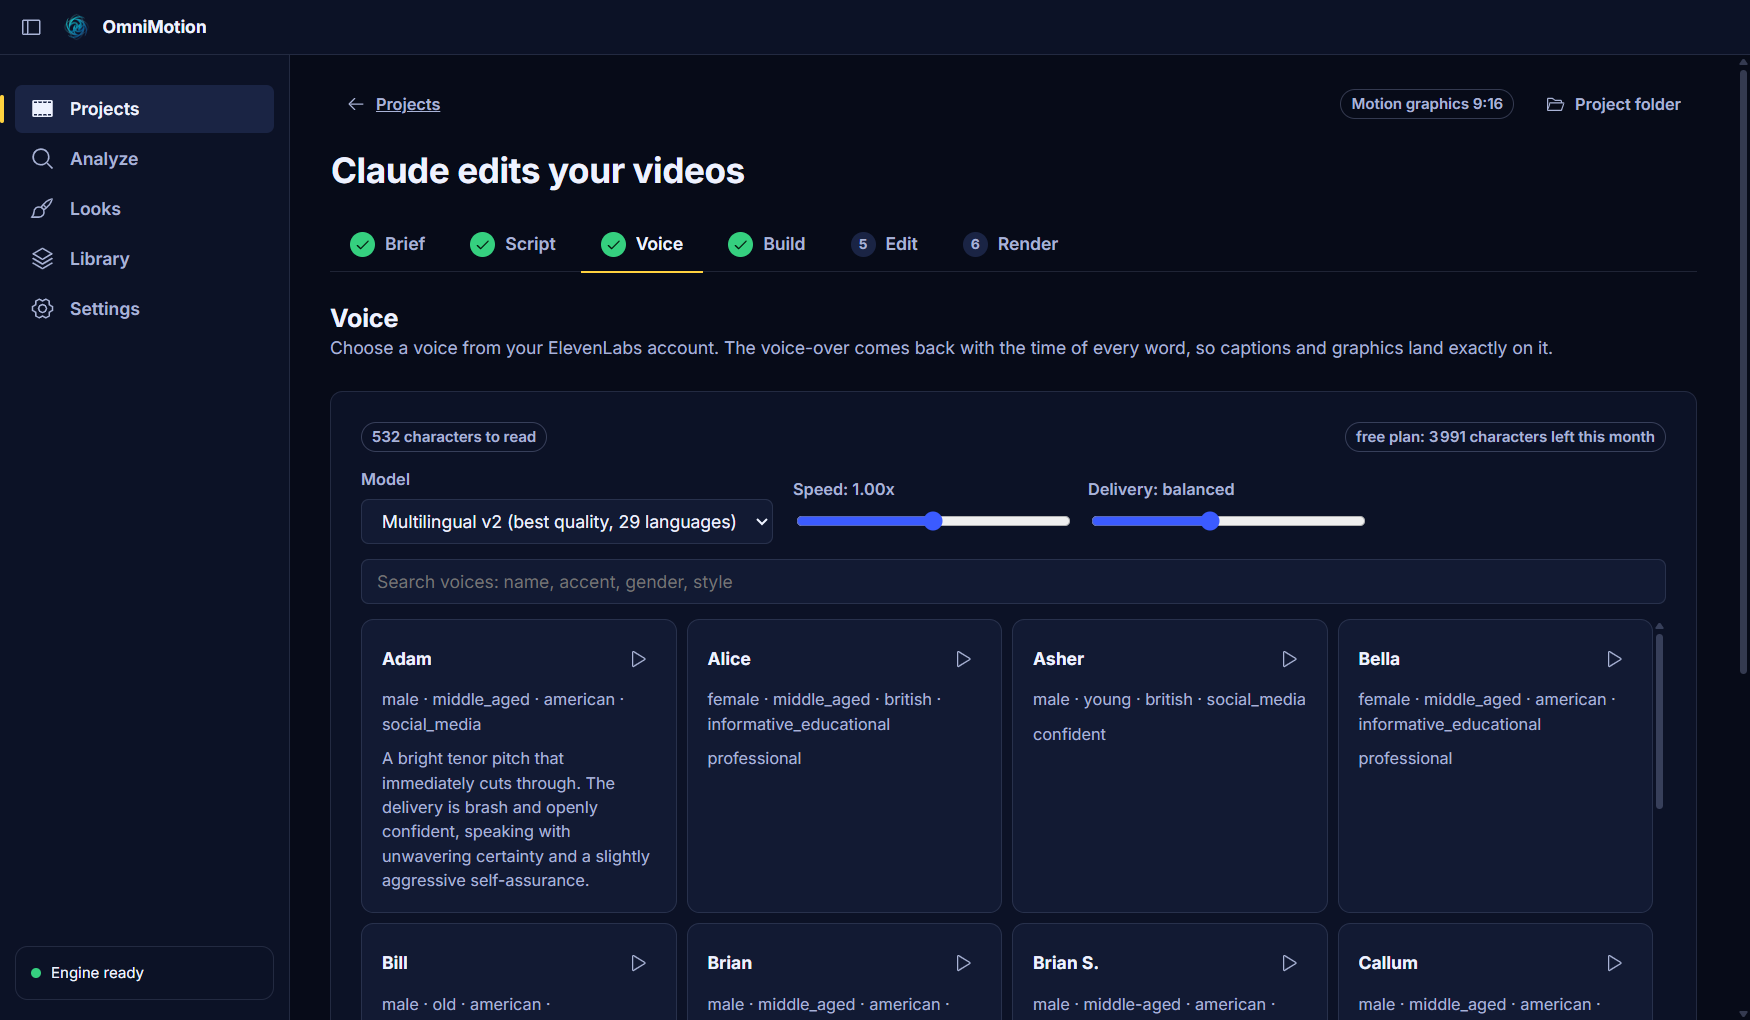 OmniMotion
Projects
Analyze
Looks
Library
Settings
Engine ready
Projects
Motion graphics 9:16
Project folder
Claude edits your videos
Brief
Script
Voice
Build
5 Edit
6 Render
Voice
Choose a voice from your ElevenLabs account. The voice-over comes back with the time of every word, so captions and graphics land exactly on it.
532 characters to read
free plan: 3 991 characters left this month
Model
Multilingual v2 (best quality, 29 languages)
Speed: 1.00x
Delivery: balanced
Search voices: name, accent, gender, style
Adam
male · middle_aged · american ·
social_media
A bright tenor pitch that
immediately cuts through. The
delivery is brash and openly
confident, speaking with
unwavering certainty and a slightly
aggressive self-assurance.
Alice
female · middle_aged · british ·
informative_educational
professional
Asher
male · young · british · social_media
confident
Bella
female · middle_aged · american ·
informative_educational
professional
Bill
male · old · american ·
Brian
male · middle_aged · american ·
Brian S.
male · middle-aged · american ·
Callum
male · middle_aged · american ·